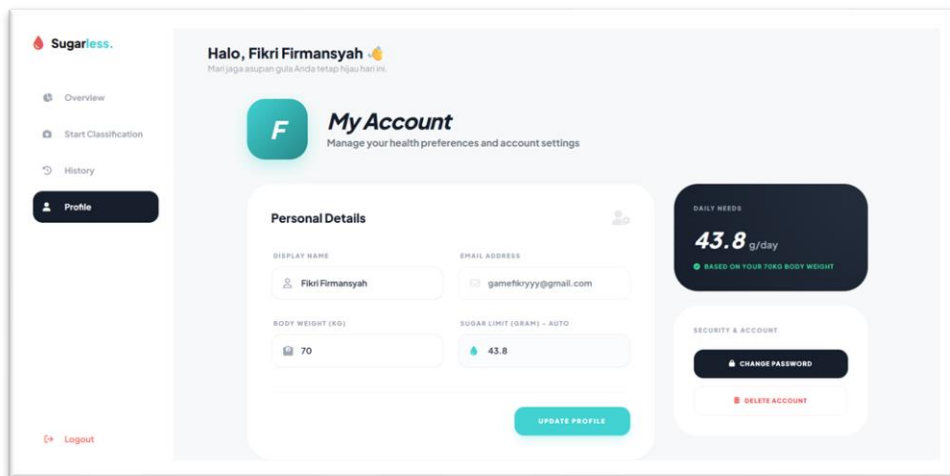 Sugarless.
Overview
Start Classification
History
Profile
Logout
Halo, Fikri Firmansyah 👋
Mari jaga asupan gula Anda tetap hijau hari ini.
F
My Account
Manage your health preferences and account settings
Personal Details
DISPLAY NAME
Fikri Firmansyah
EMAIL ADDRESS
gamefikryyy@gmail.com
BODY WEIGHT (KG)
70
SUGAR LIMIT (GRAM) – AUTO
43.8
UPDATE PROFILE
DAILY NEEDS
43.8 g/day
BASED ON YOUR 70KG BODY WEIGHT
SECURITY & ACCOUNT
CHANGE PASSWORD
DELETE ACCOUNT